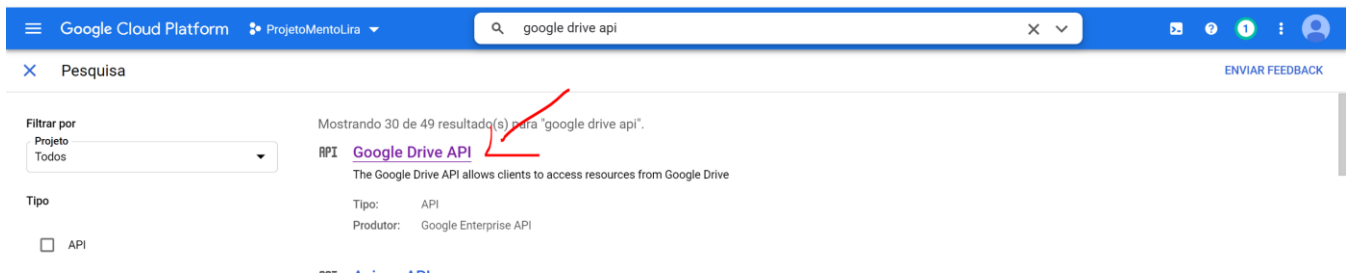 Google Cloud Platform ProjetoMentoLira google drive api 1
Pesquisa ENVIAR FEEDBACK
Filtrar por
Projeto
Todos
Tipo
API
Mostrando 30 de 49 resultado(s) para "google drive api".
API Google Drive API
The Google Drive API allows clients to access resources from Google Drive
Tipo: API
Produtor: Google Enterprise API